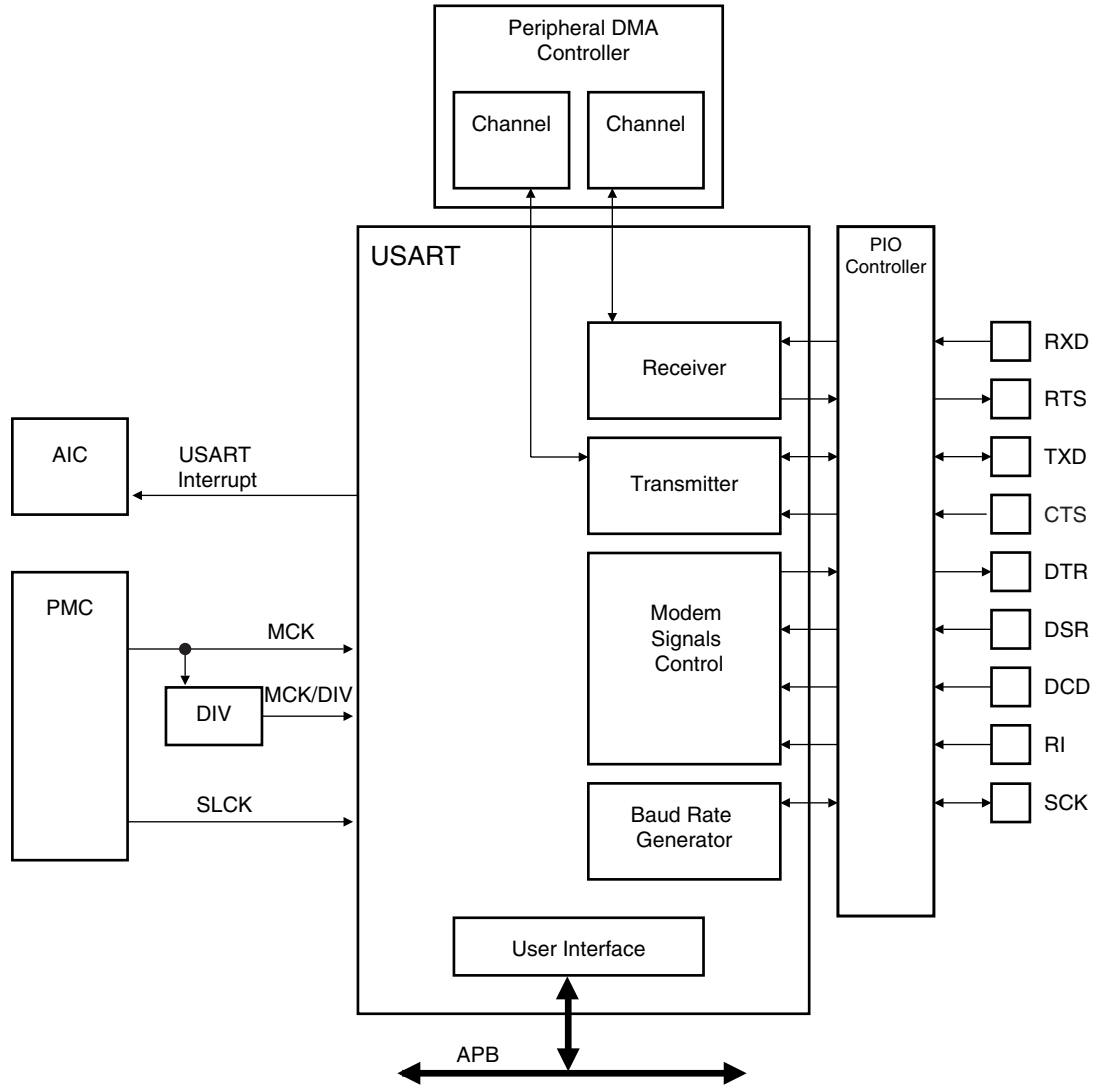 Peripheral DMA
Controller
Channel
Channel
USART
PIO
Controller
Receiver
RXD
RTS
AIC
USART
Interrupt
Transmitter
TXD
CTS
PMC
MCK
DIV
MCK/DIV
SLCK
Modem
Signals
Control
DTR
DSR
DCD
RI
Baud Rate
Generator
SCK
User Interface
APB